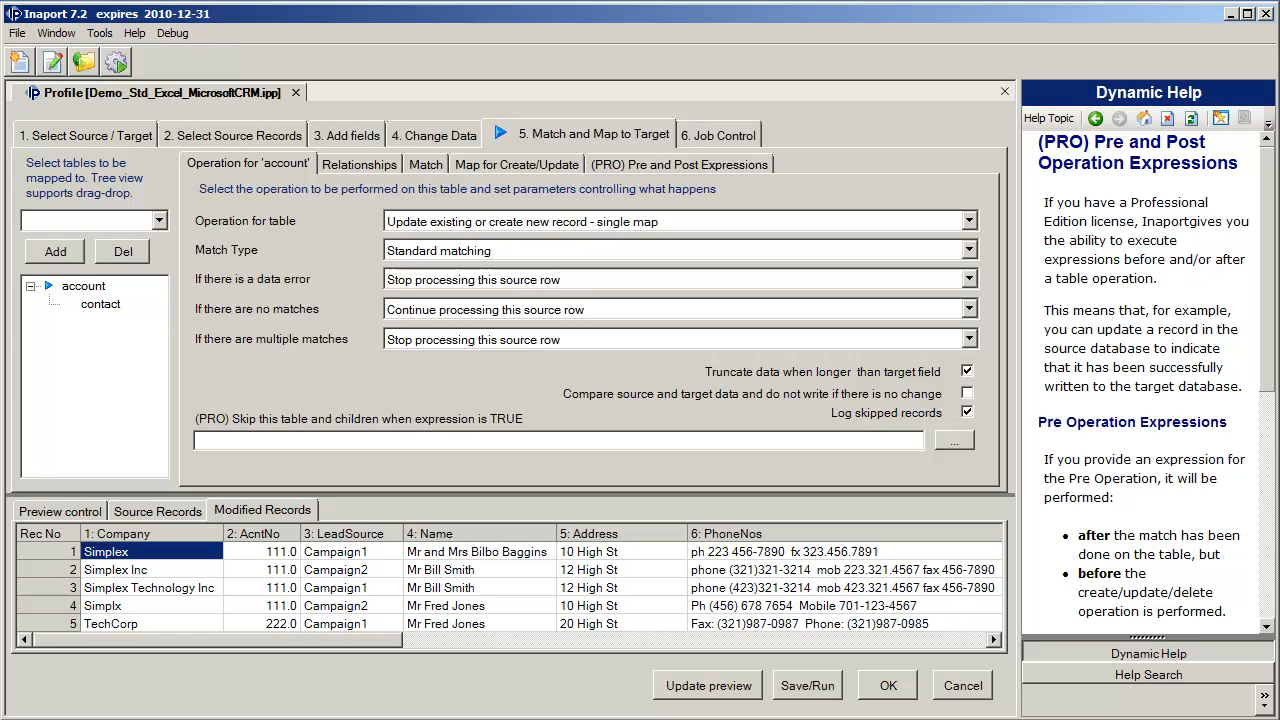 Inaport 7.2 expires 2010-12-31
File Window Tools Help Debug
Profile [Demo_Std_Excel_MicrosoftCRM.ipp]
1. Select Source / Target 2. Select Source Records 3. Add fields 4. Change Data 5. Match and Map to Target 6. Job Control
Select tables to be
mapped to. Tree view
supports drag-drop.
Add Del
account
contact
Operation for 'account' Relationships Match Map for Create/Update (PRO) Pre and Post Expressions
Select the operation to be performed on this table and set parameters controlling what happens
Operation for table Update existing or create new record - single map
Match Type Standard matching
If there is a data error Stop processing this source row
If there are no matches Continue processing this source row
If there are multiple matches Stop processing this source row
Truncate data when longer than target field
Compare source and target data and do not write if there is no change
Log skipped records
(PRO) Skip this table and children when expression is TRUE
...
Preview control Source Records Modified Records
Rec No 1: Company 2: AcntNo 3: LeadSource 4: Name 5: Address 6: PhoneNos
1 Simplex 111.0 Campaign1 Mr and Mrs Bilbo Baggins 10 High St ph 223 456-7890 fx 323.456.7891
2 Simplex Inc 111.0 Campaign2 Mr Bill Smith 12 High St phone (321)321-3214 mob 223.321.4567 fax 456-7890
3 Simplex Technology Inc 111.0 Campaign1 Mr Bill Smith 12 High St phone (423)321-3214 mob 223.321.4567 fax 456-7890
4 Simplx 111.0 Campaign2 Mr Fred Jones 10 High St Ph (456) 678 7654 Mobile 701-123-4567
5 TechCorp 222.0 Campaign1 Mr Fred Jones 20 High St Fax: (321)987-0987 Phone: (321)987-0985
Update preview Save/Run OK Cancel
Dynamic Help
Help Topic
(PRO) Pre and Post
Operation Expressions
If you have a Professional
Edition license, Inaportgives you
the ability to execute
expressions before and/or after
a table operation.
This means that, for example,
you can update a record in the
source database to indicate
that it has been successfully
written to the target database.
Pre Operation Expressions
If you provide an expression for
the Pre Operation, it will be
performed:
• after the match has been
done on the table, but
• before the
create/update/delete
operation is performed.
Dynamic Help
Help Search